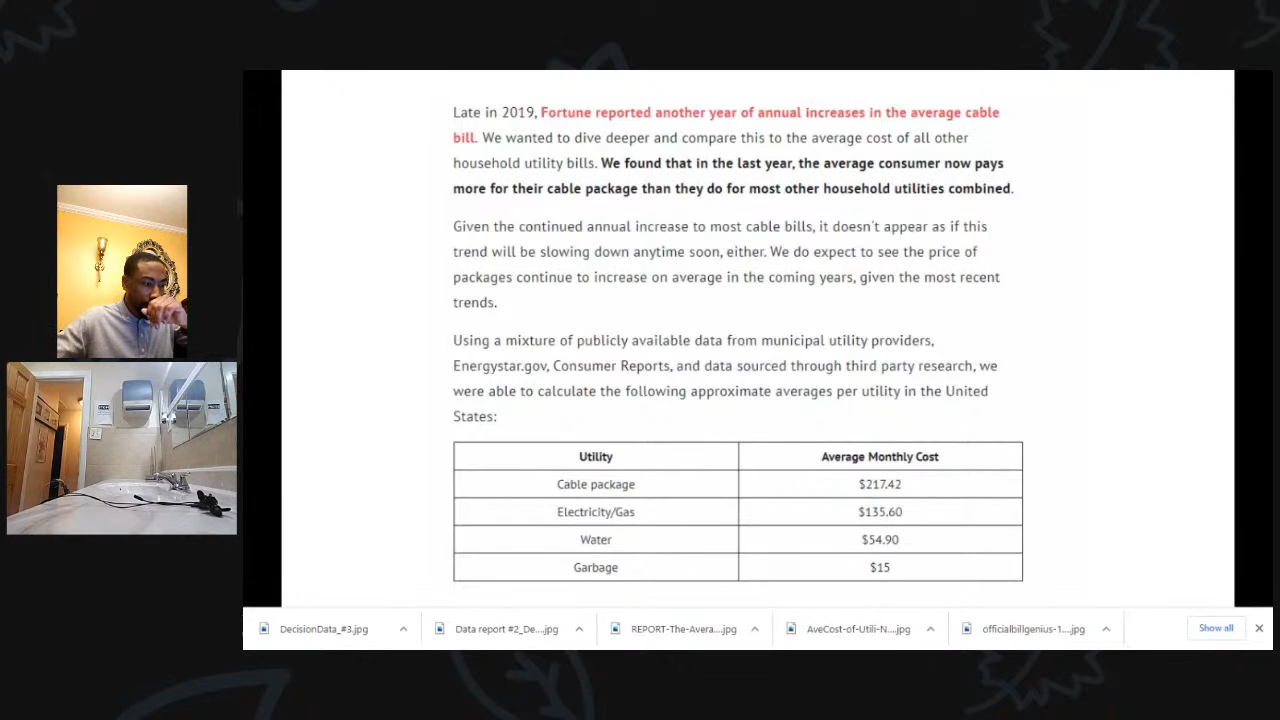 Late in 2019, Fortune reported another year of annual increases in the average cable
bill. We wanted to dive deeper and compare this to the average cost of all other
household utility bills. We found that in the last year, the average consumer now pays
more for their cable package than they do for most other household utilities combined.
Given the continued annual increase to most cable bills, it doesn't appear as if this
trend will be slowing down anytime soon, either. We do expect to see the price of
packages continue to increase on average in the coming years, given the most recent
trends.
Using a mixture of publicly available data from municipal utility providers,
Energystar.gov, Consumer Reports, and data sourced through third party research, we
were able to calculate the following approximate averages per utility in the United
States:
Utility Average Monthly Cost
Cable package $217.42
Electricity/Gas $135.60
Water $54.90
Garbage $15
DecisionData_#3.jpg Data report #2_De....jpg REPORT-The-Avera....jpg AveCost-of-Utili-N....jpg officialbillgenius-1....jpg Show all